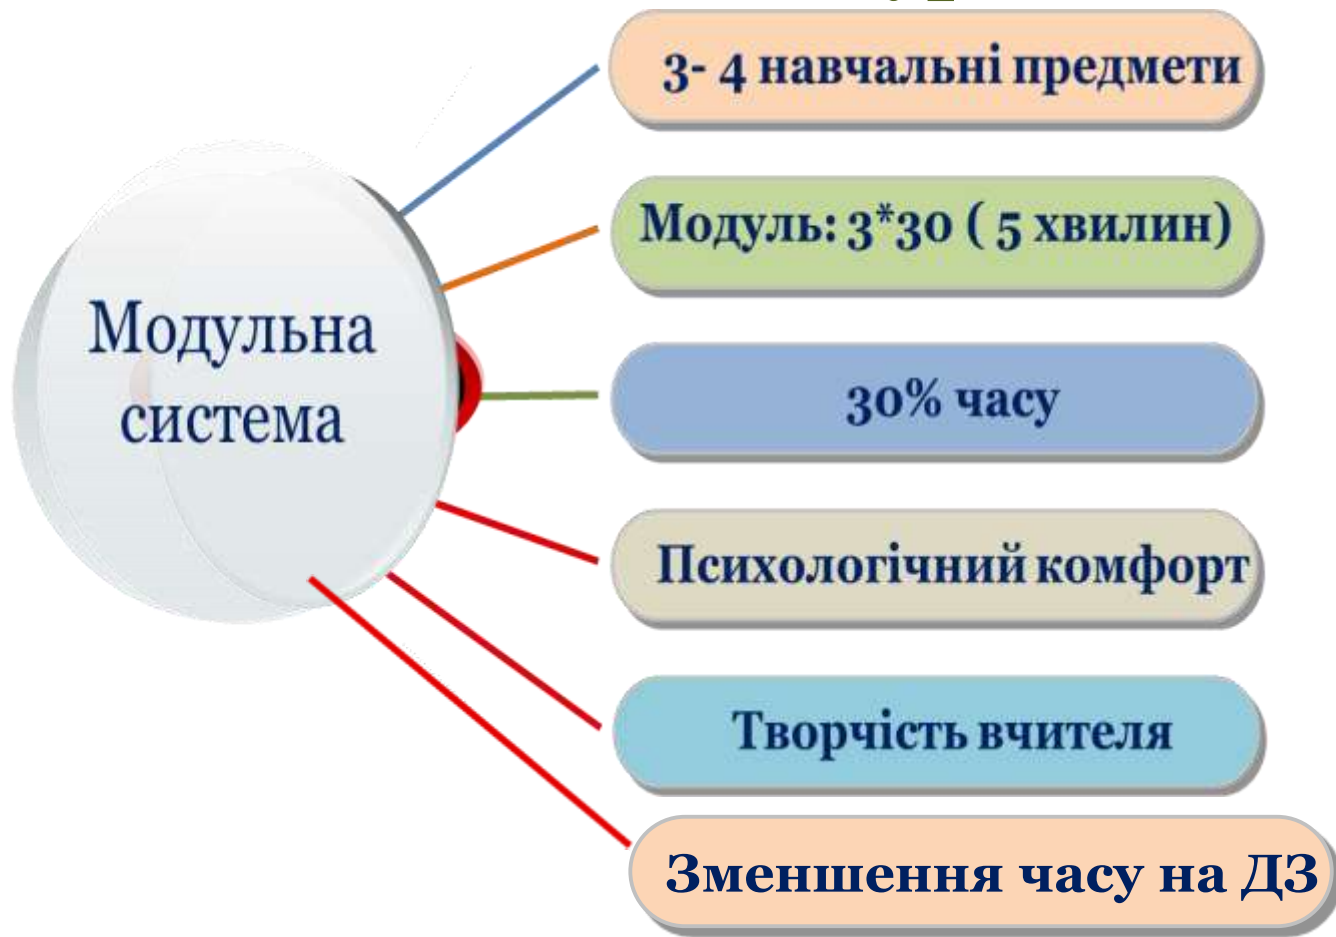 3- 4 навчальні предмети
Модуль: 3*30 ( 5 хвилин)
Модульна
система
30% часу
Психологічний комфорт
Творчість вчителя
Зменшення часу на ДЗ